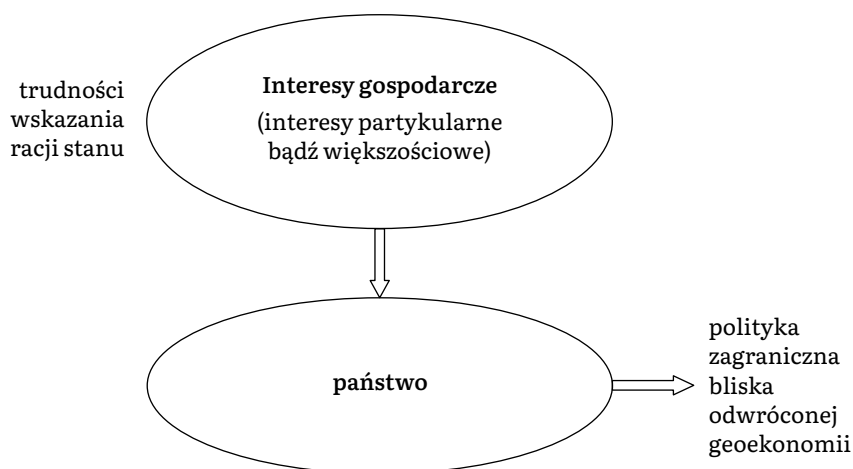 trudności
wskazania
racji stanu
Interesy gospodarcze
(interesy partykularne
bądź większościowe)
państwo
polityka
zagraniczna
bliska
odwróconej
geoekonomii